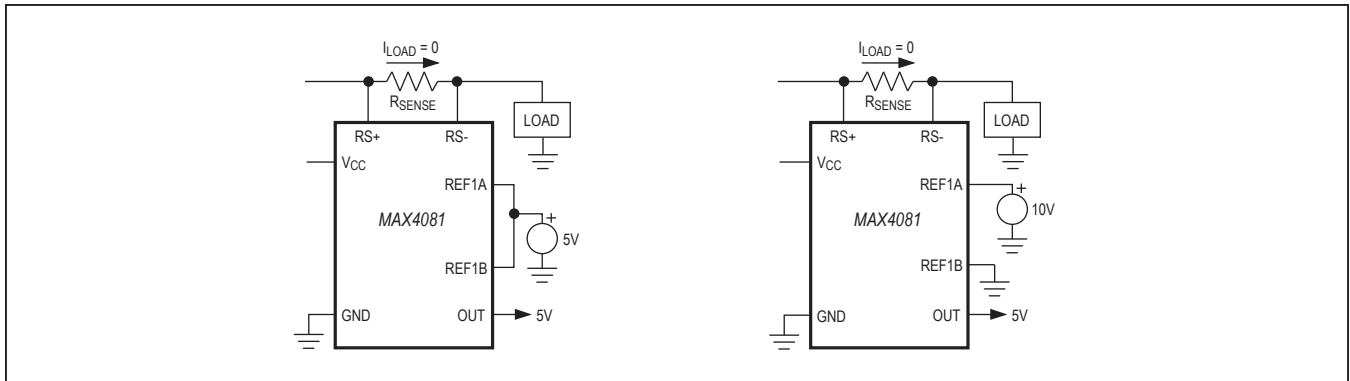 I_LOAD = 0
R_SENSE
RS+
RS-
LOAD
V_CC
REF1A
MAX4081
5V
REF1B
GND
OUT
5V
I_LOAD = 0
R_SENSE
RS+
RS-
LOAD
V_CC
REF1A
MAX4081
10V
REF1B
GND
OUT
5V